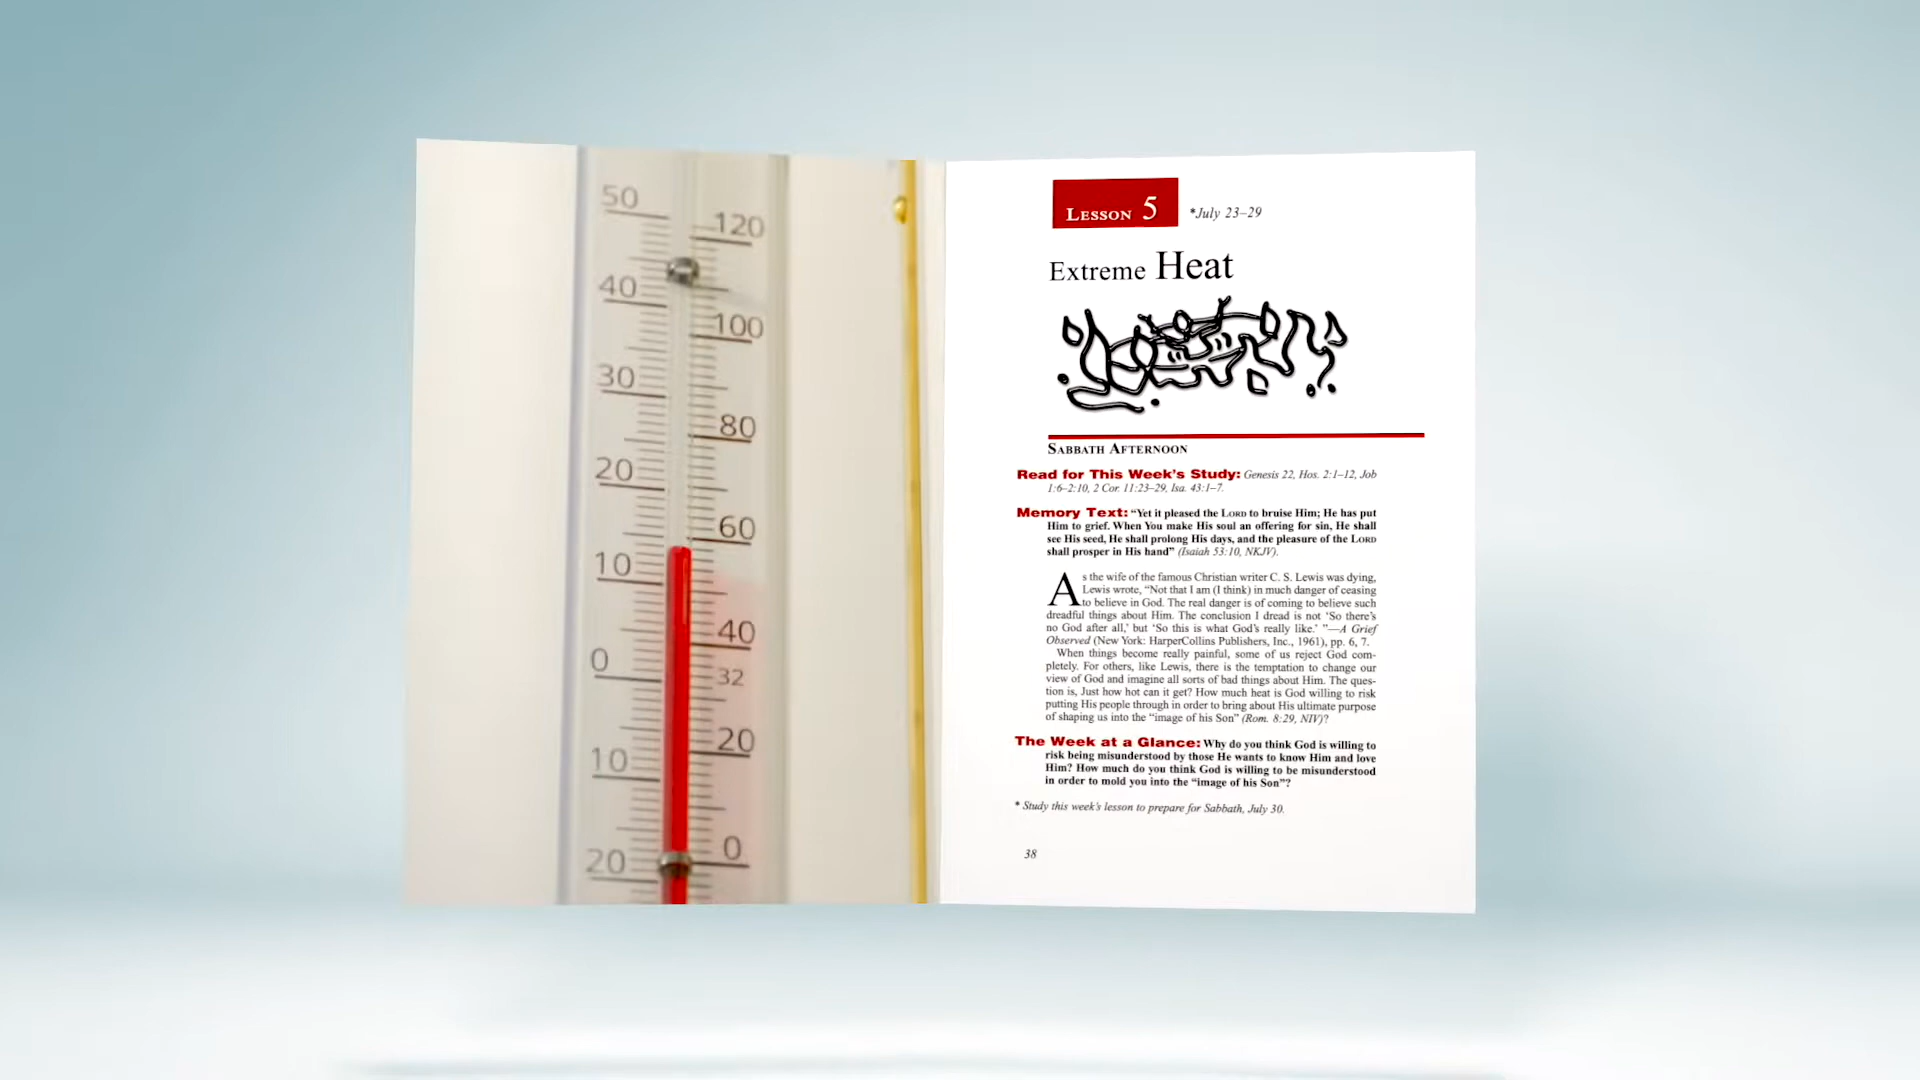 50
120
40
100
30
80
20
60
10
40
0
32
20
10
0
20
LESSON 5 *July 23–29
Extreme Heat
SABBATH AFTERNOON
Read for This Week's Study: Genesis 22, Hos. 2:1–12, Job
1:6–2:10, 2 Cor. 11:23–29, Isa. 43:1–7.
Memory Text: “Yet it pleased the LORD to bruise Him; He has put
Him to grief. When You make His soul an offering for sin, He shall
see His seed, He shall prolong His days, and the pleasure of the LORD
shall prosper in His hand” (Isaiah 53:10, NKJV).
As the wife of the famous Christian writer C. S. Lewis was dying,
Lewis wrote, “Not that I am (I think) in much danger of ceasing
to believe in God. The real danger is of coming to believe such
dreadful things about Him. The conclusion I dread is not ‘So there's
no God after all,’ but ‘So this is what God's really like.’ ”—A Grief
Observed (New York: HarperCollins Publishers, Inc., 1961), pp. 6, 7.
When things become really painful, some of us reject God com-
pletely. For others, like Lewis, there is the temptation to change our
view of God and imagine all sorts of bad things about Him. The ques-
tion is, Just how hot can it get? How much heat is God willing to risk
putting His people through in order to bring about His ultimate purpose
of shaping us into the “image of his Son” (Rom. 8:29, NIV)?
The Week at a Glance: Why do you think God is willing to
risk being misunderstood by those He wants to know Him and love
Him? How much do you think God is willing to be misunderstood
in order to mold you into the “image of his Son”?
* Study this week's lesson to prepare for Sabbath, July 30.
38